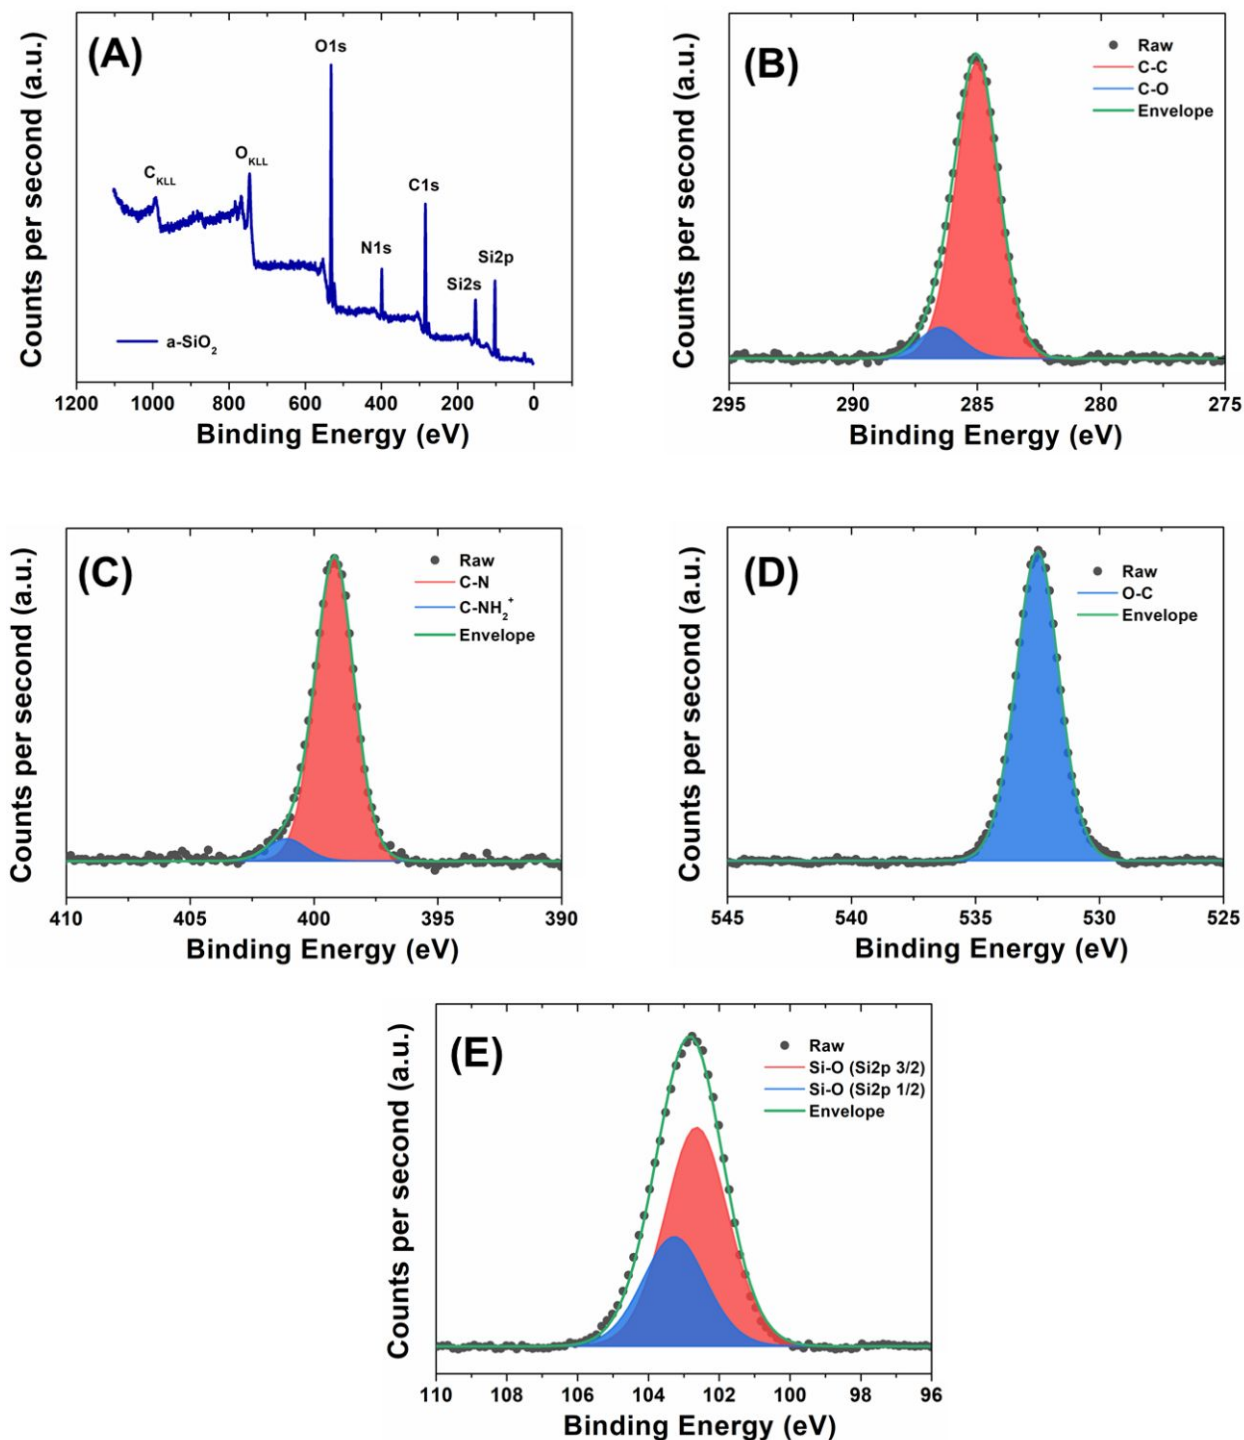 (A)
Counts per second (a.u.)
O1s
O_KLL
C_KLL
C1s
N1s
Si2p
Si2s
a-SiO₂
1200 1000 800 600 400 200 0
Binding Energy (eV)
(B)
Counts per second (a.u.)
Raw
C-C
C-O
Envelope
295 290 285 280 275
Binding Energy (eV)
(C)
Counts per second (a.u.)
Raw
C-N
C-NH₂⁺
Envelope
410 405 400 395 390
Binding Energy (eV)
(D)
Counts per second (a.u.)
Raw
O-C
Envelope
545 540 535 530 525
Binding Energy (eV)
(E)
Counts per second (a.u.)
Raw
Si-O (Si2p 3/2)
Si-O (Si2p 1/2)
Envelope
110 108 106 104 102 100 98 96
Binding Energy (eV)